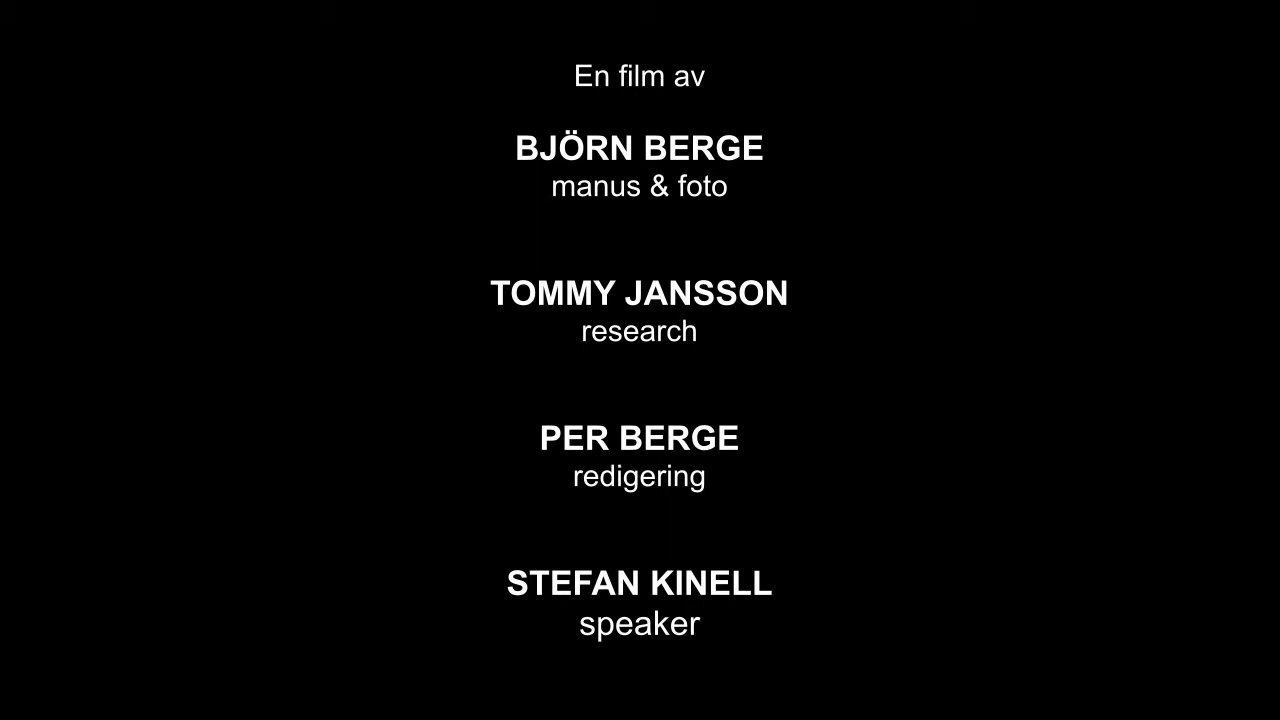 En film av
BJÖRN BERGE
manus & foto
TOMMY JANSSON
research
PER BERGE
redigering
STEFAN KINELL
speaker